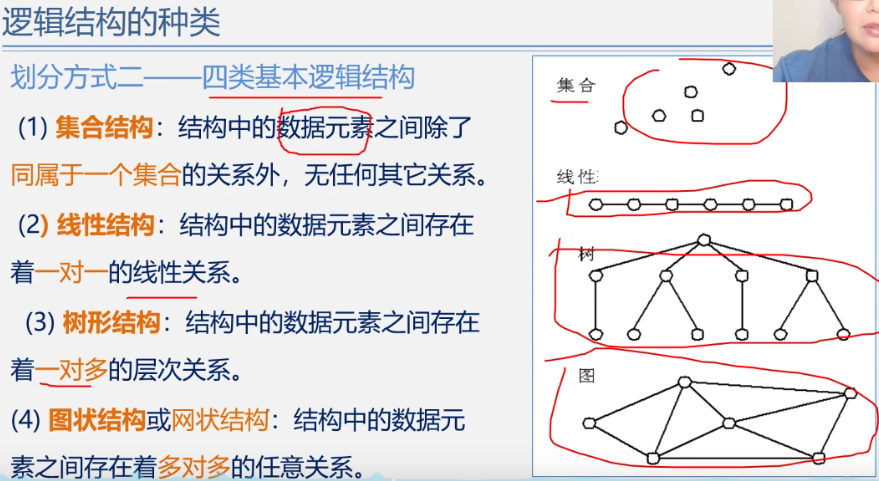 逻辑结构的种类
划分方式二——四类基本逻辑结构
(1) 集合结构：结构中的数据元素之间除了
同属于一个集合的关系外，无任何其它关系。
(2) 线性结构：结构中的数据元素之间存在
着一对一的线性关系。
(3) 树形结构：结构中的数据元素之间存在
着一对多的层次关系。
(4) 图状结构或网状结构：结构中的数据元
素之间存在着多对多的任意关系。
集合
线性
树
图